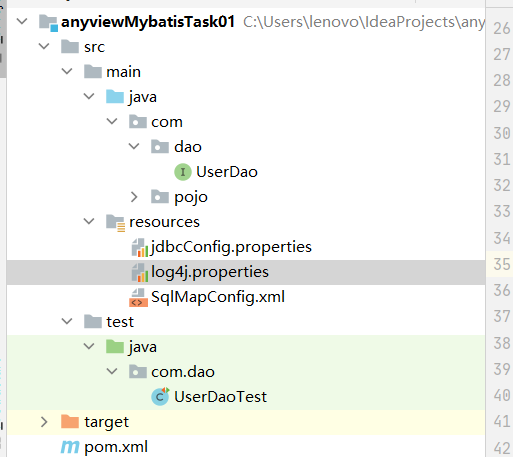 anyviewMybatisTask01 C:\Users\lenovo\IdeaProjects\any
src
main
java
com
dao
UserDao
pojo
resources
jdbcConfig.properties
log4j.properties
SqlMapConfig.xml
test
java
com.dao
UserDaoTest
target
pom.xml
26
27
28
29
30
31
32
33
34
35
36
37
38
39
40
41
42